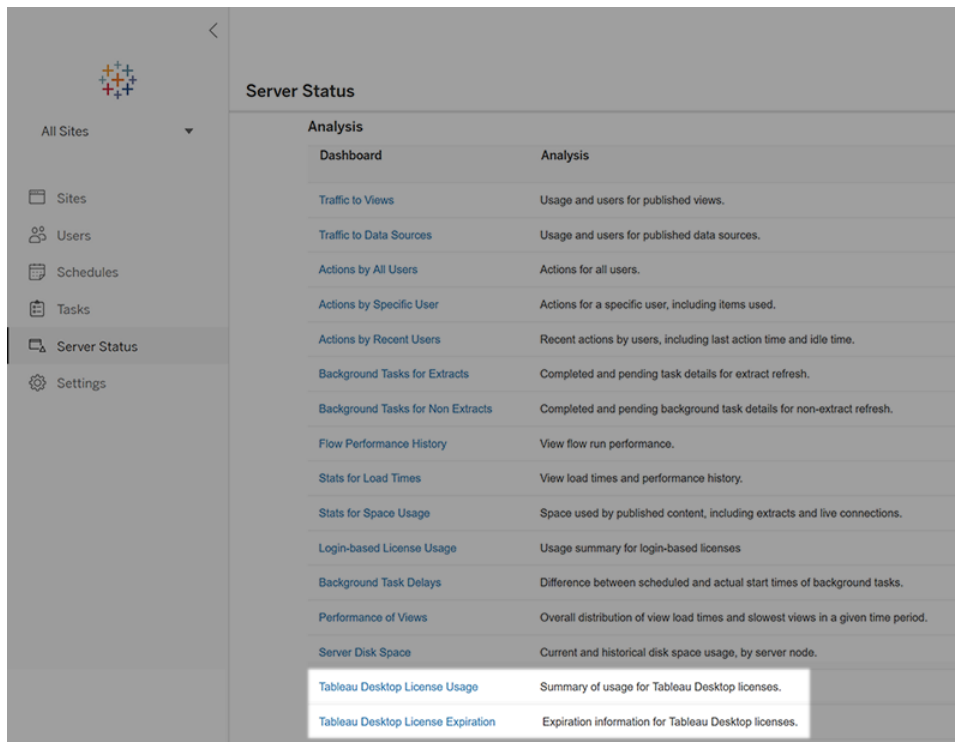 Server Status
All Sites
Sites
Users
Schedules
Tasks
Server Status
Settings
Analysis
Dashboard Analysis
Traffic to Views Usage and users for published views.
Traffic to Data Sources Usage and users for published data sources.
Actions by All Users Actions for all users.
Actions by Specific User Actions for a specific user, including items used.
Actions by Recent Users Recent actions by users, including last action time and idle time.
Background Tasks for Extracts Completed and pending task details for extract refresh.
Background Tasks for Non Extracts Completed and pending background task details for non-extract refresh.
Flow Performance History View flow run performance.
Stats for Load Times View load times and performance history.
Stats for Space Usage Space used by published content, including extracts and live connections.
Login-based License Usage Usage summary for login-based licenses
Background Task Delays Difference between scheduled and actual start times of background tasks.
Performance of Views Overall distribution of view load times and slowest views in a given time period.
Server Disk Space Current and historical disk space usage, by server node.
Tableau Desktop License Usage Summary of usage for Tableau Desktop licenses.
Tableau Desktop License Expiration Expiration information for Tableau Desktop licenses.